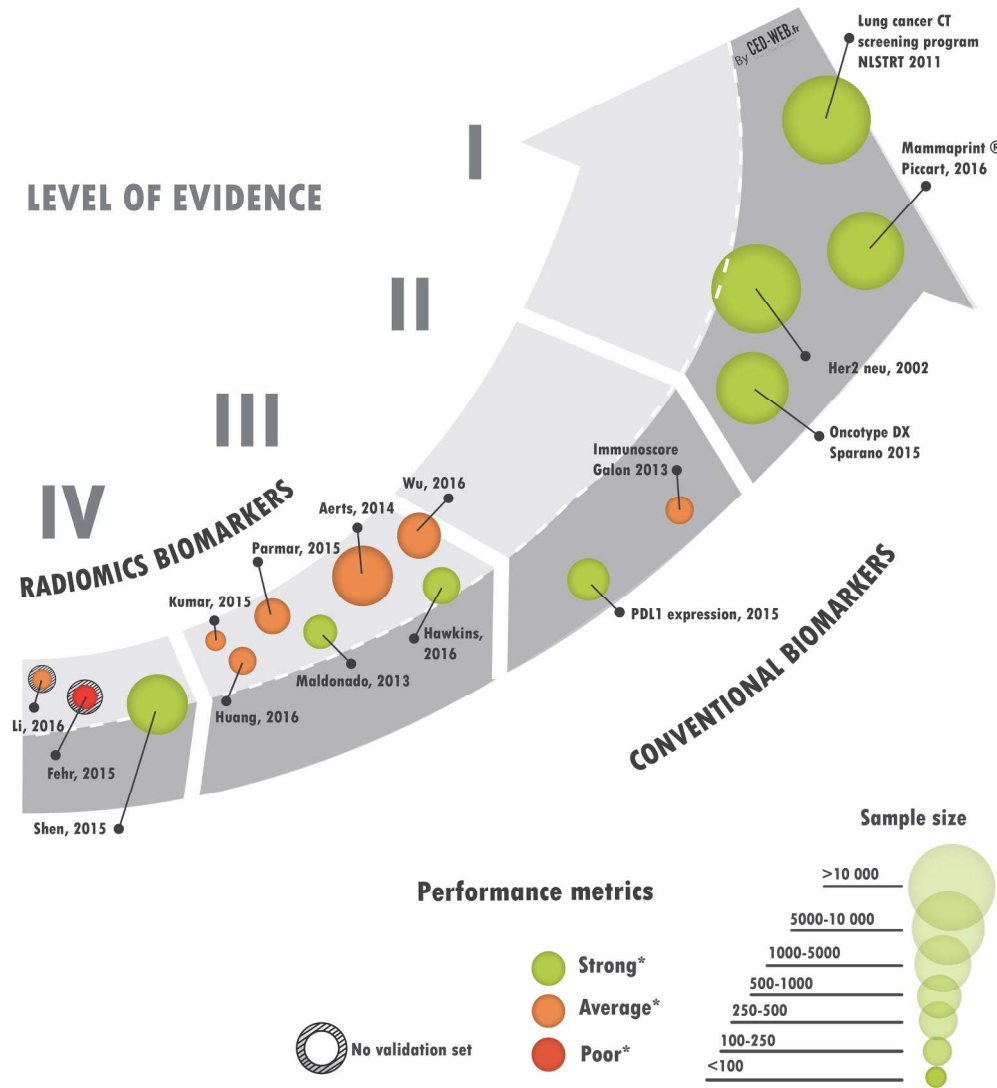 Lung cancer CT
screening program
NLSTRT 2011
By CED-WEB.fr
Mammaprint ®
Piccart, 2016
I
LEVEL OF EVIDENCE
II
Her2 neu, 2002
III
Oncotype DX
Sparano 2015
Immunoscore
Galon 2013
IV
Wu, 2016
Aerts, 2014
RADIOMICS BIOMARKERS
Parmar, 2015
Kumar, 2015
PDL1 expression, 2015
Hawkins,
2016
Maldonado, 2013
CONVENTIONAL BIOMARKERS
Huang, 2016
Li, 2016
Fehr, 2015
Shen, 2015
Sample size
>10 000
5000-10 000
1000-5000
500-1000
250-500
100-250
<100
Performance metrics
Strong*
Average*
Poor*
No validation set